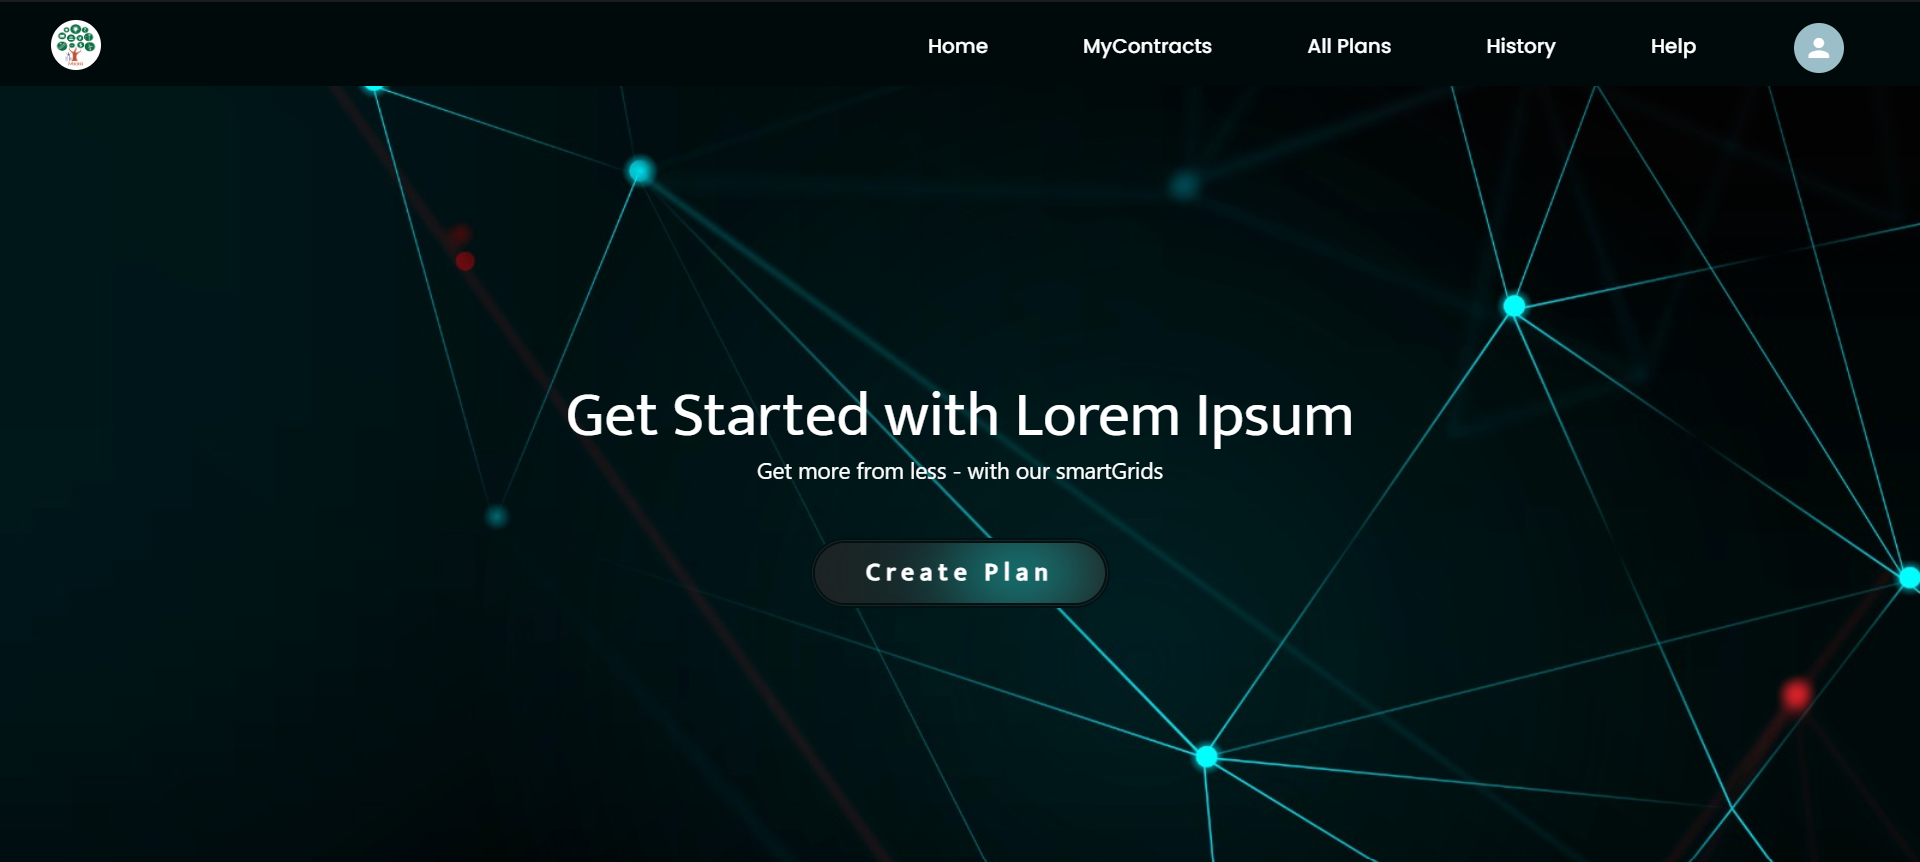 Home MyContracts All Plans History Help
Get Started with Lorem Ipsum
Get more from less - with our smartGrids
Create Plan